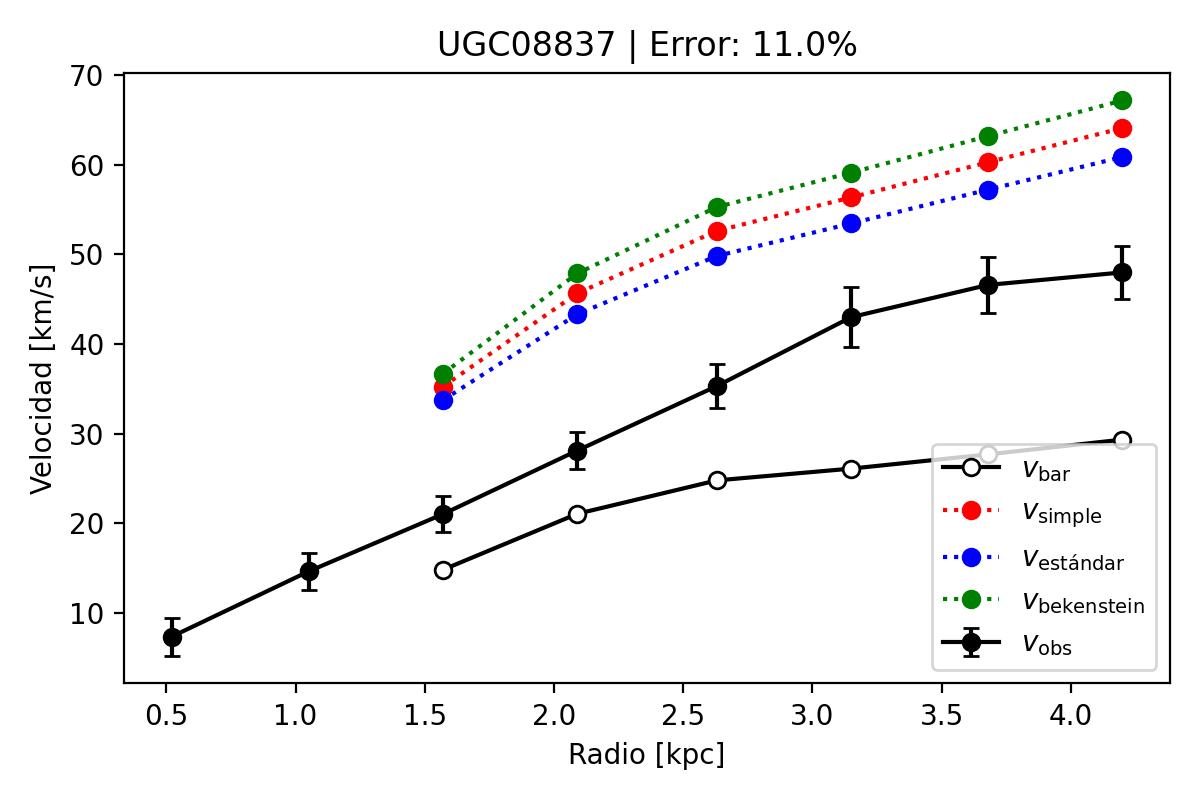 UGC08837 | Error: 11.0%
Velocidad [km/s]
70
60
50
40
30
20
10
v_bar
v_simple
v_estándar
v_bekenstein
v_obs
0.5 1.0 1.5 2.0 2.5 3.0 3.5 4.0
Radio [kpc]